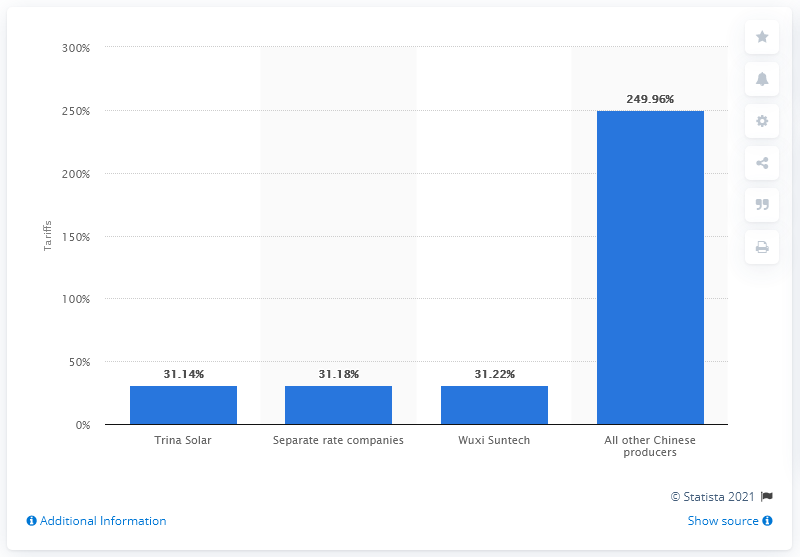 300%
250%
200%
150%
100%
50%
0%
Tariffs
31.14%
31.18%
31.22%
249.96%
Trina Solar
Separate rate companies
Wuxi Suntech
All other Chinese
producers
© Statista 2021
Additional Information
Show source